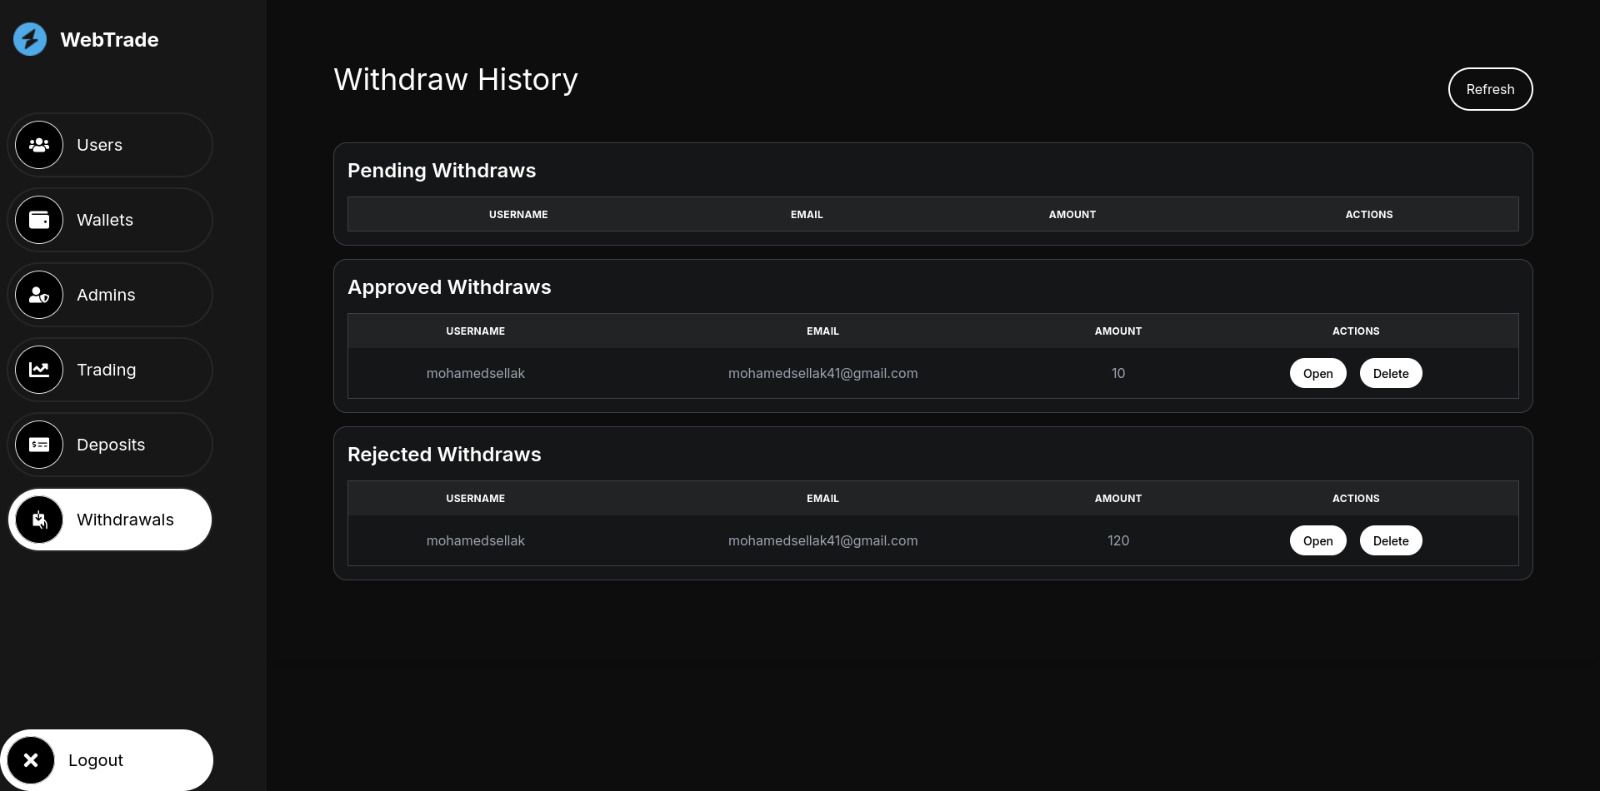 WebTrade
Users
Wallets
Admins
Trading
Deposits
Withdrawals
Logout
Withdraw History
Refresh
Pending Withdraws
USERNAME EMAIL AMOUNT ACTIONS
Approved Withdraws
USERNAME EMAIL AMOUNT ACTIONS
mohamedsellak mohamedsellak41@gmail.com 10 Open Delete
Rejected Withdraws
USERNAME EMAIL AMOUNT ACTIONS
mohamedsellak mohamedsellak41@gmail.com 120 Open Delete